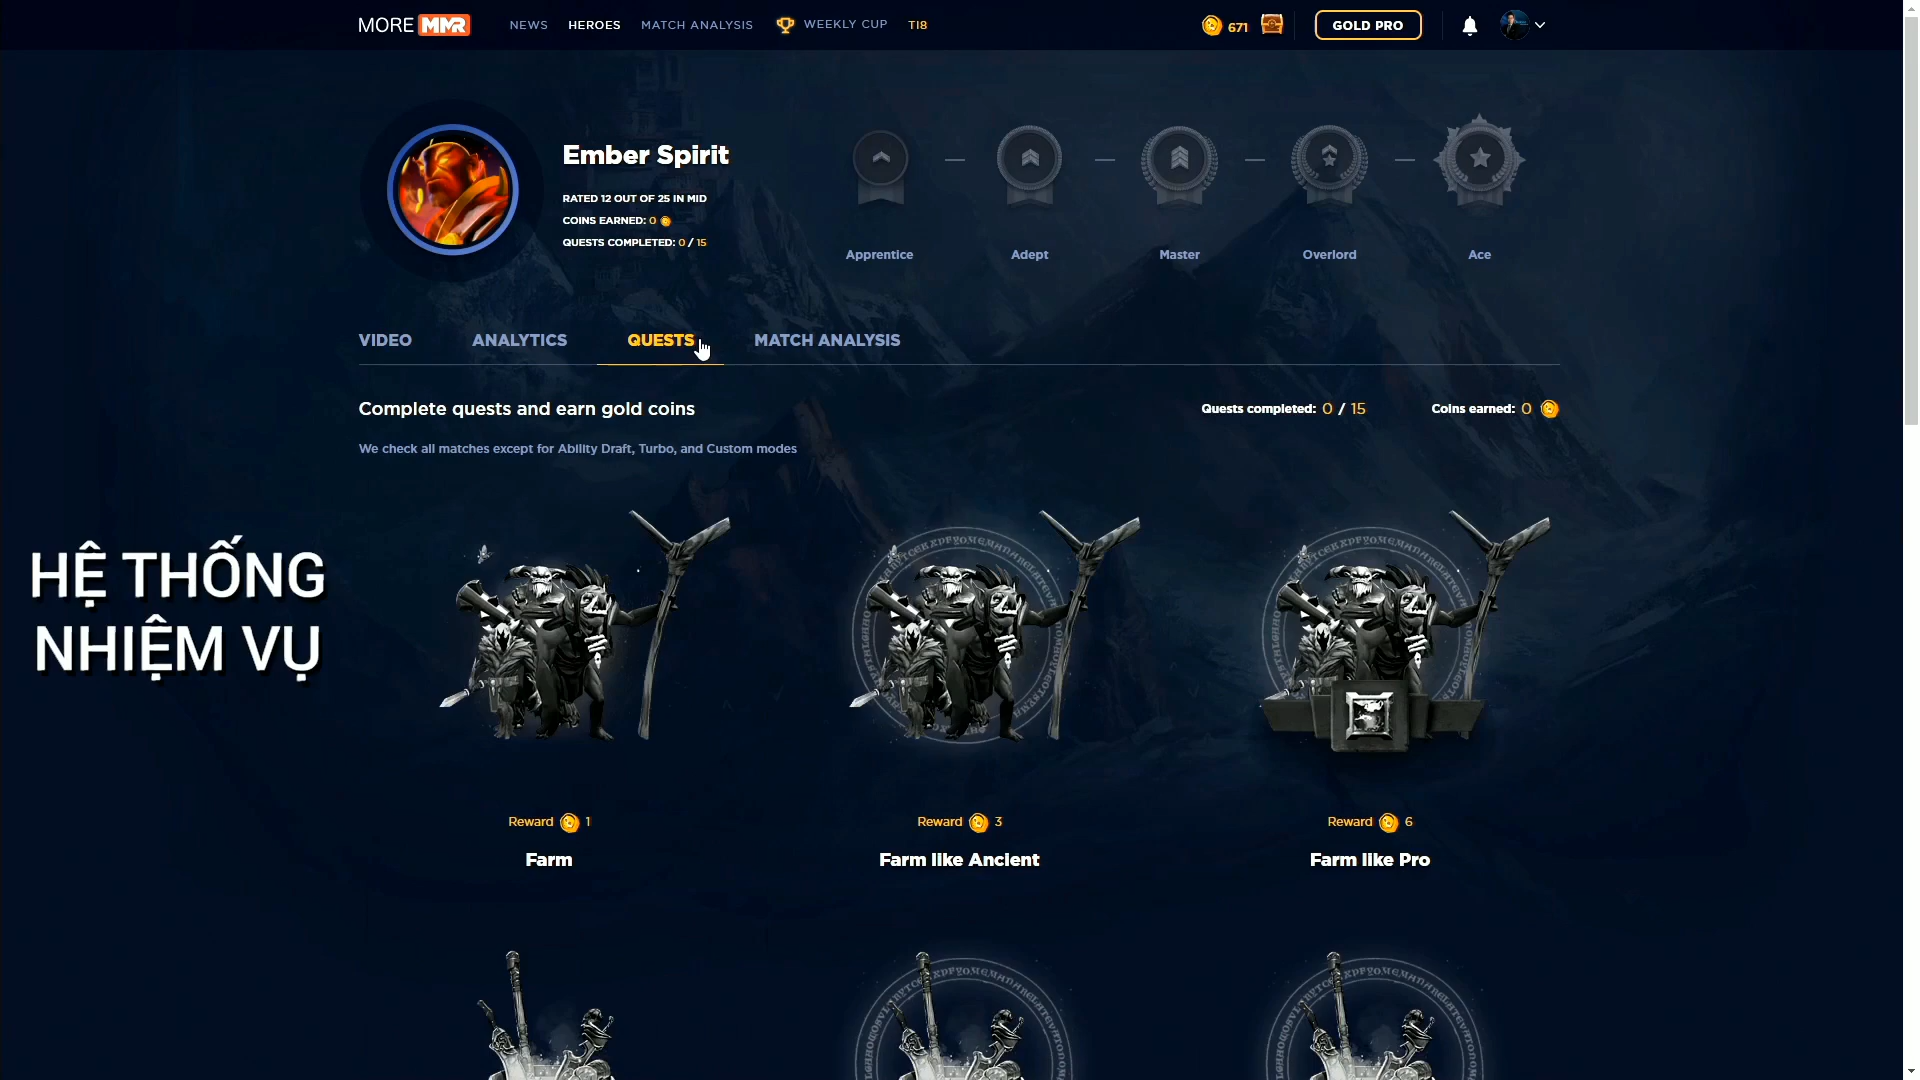 MORE MMR
NEWS
HEROES
MATCH ANALYSIS
WEEKLY CUP
TI8
671
GOLD PRO
Ember Spirit
RATED 12 OUT OF 25 IN MID
COINS EARNED: 0
QUESTS COMPLETED: 0 / 15
Apprentice
Adept
Master
Overlord
Ace
VIDEO
ANALYTICS
QUESTS
MATCH ANALYSIS
Complete quests and earn gold coins
Quests completed: 0 / 15
Coins earned: 0
We check all matches except for Ability Draft, Turbo, and Custom modes
HỆ THỐNG
NHIỆM VỤ
Reward 1
Reward 3
Reward 6
Farm
Farm like Ancient
Farm like Pro